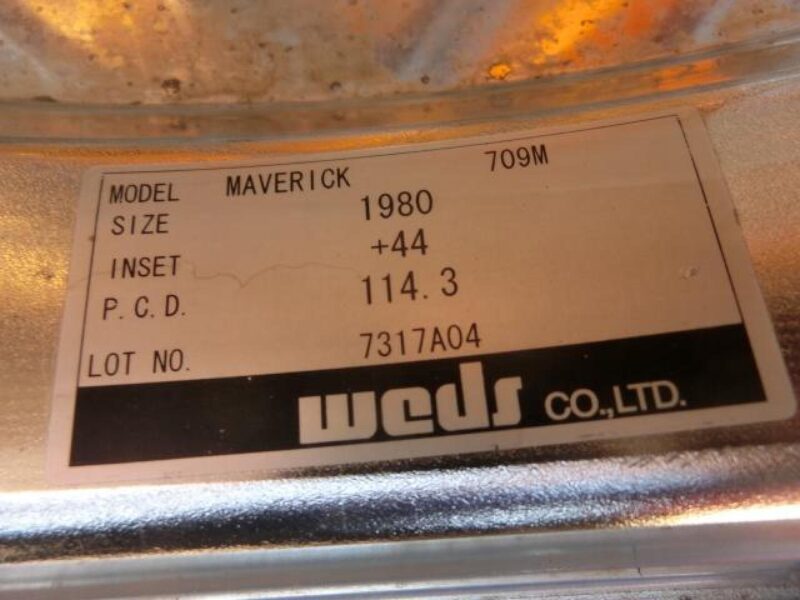 MODEL MAVERICK 709M
SIZE 1980
INSET +44
P.C.D. 114.3
LOT NO. 7317A04
weds CO.,LTD.